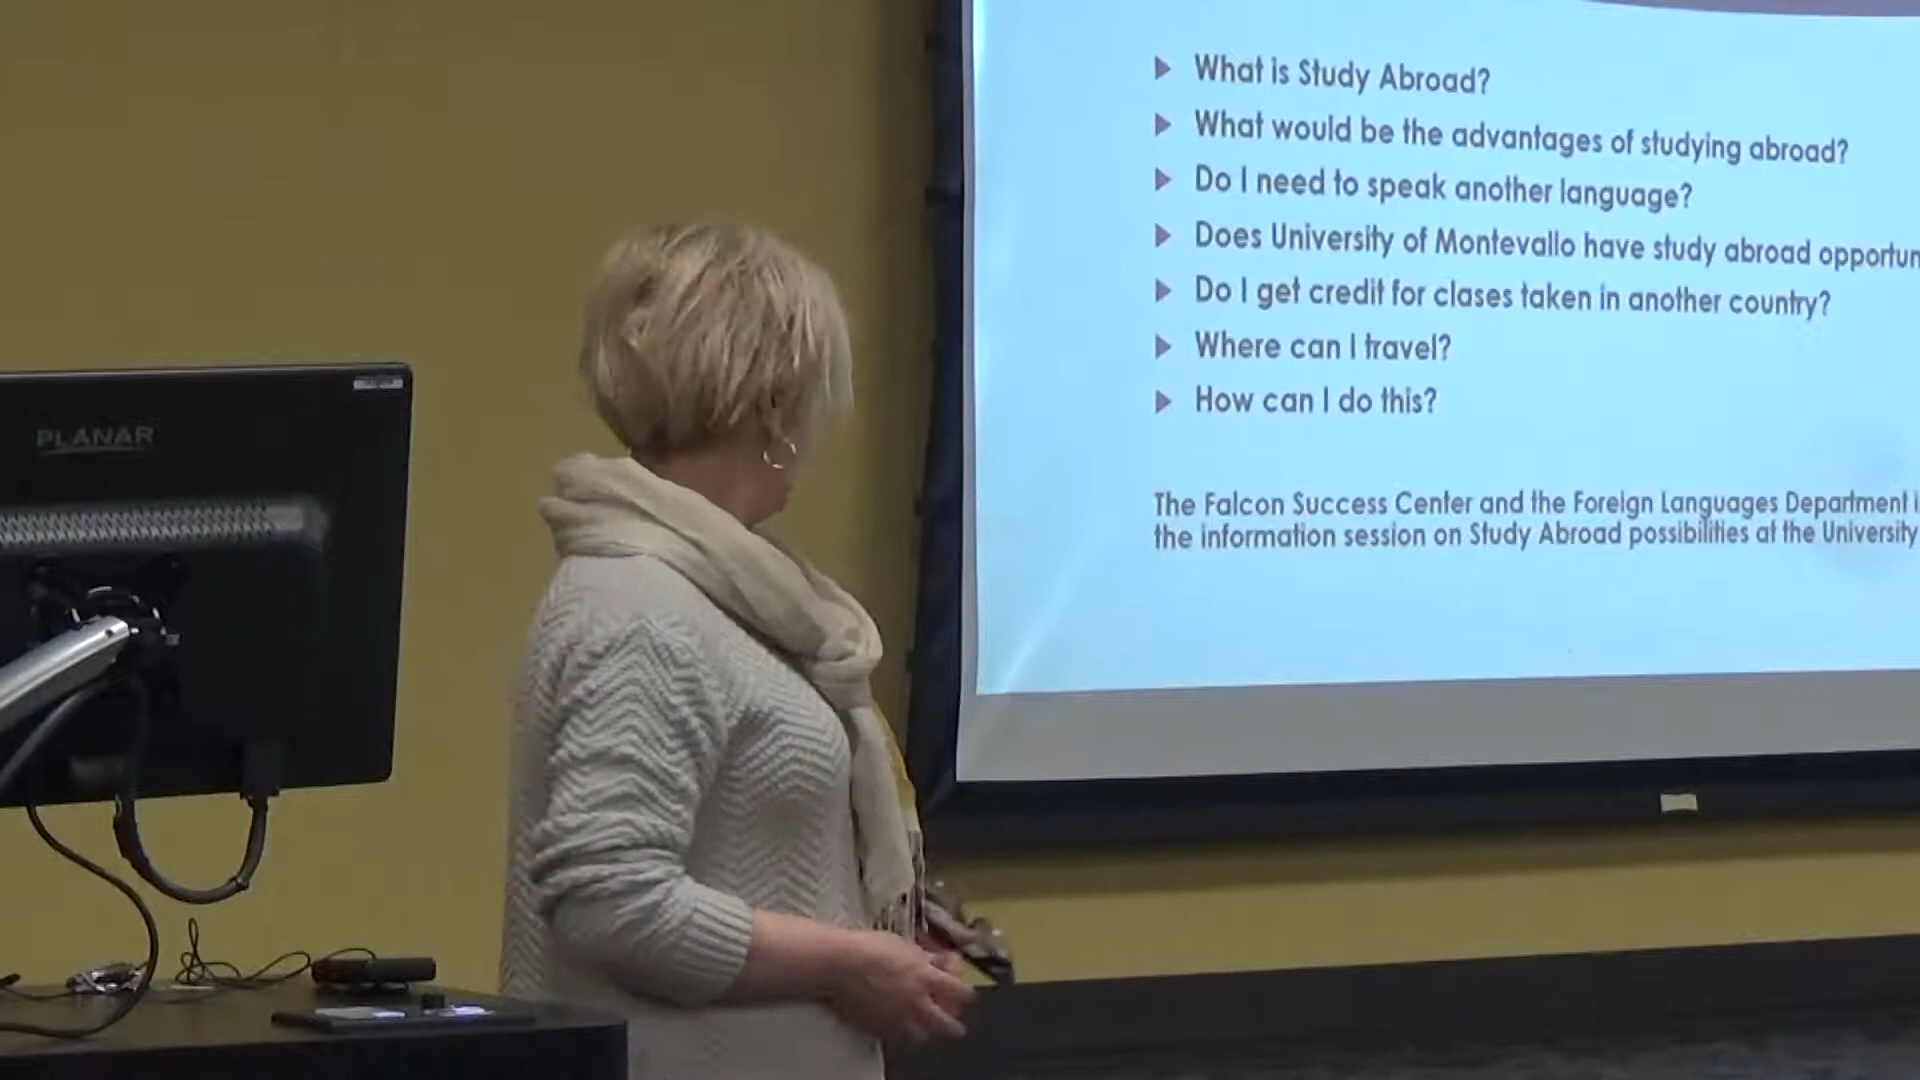 What is Study Abroad?
What would be the advantages of studying abroad?
Do I need to speak another language?
Does University of Montevallo have study abroad
Do I get credit for clases taken in another country?
Where can I travel?
How can I do this?
The Falcon Success Center and the Foreign Languages Department
the information session on Study Abroad possibilities at the University
PLANAR